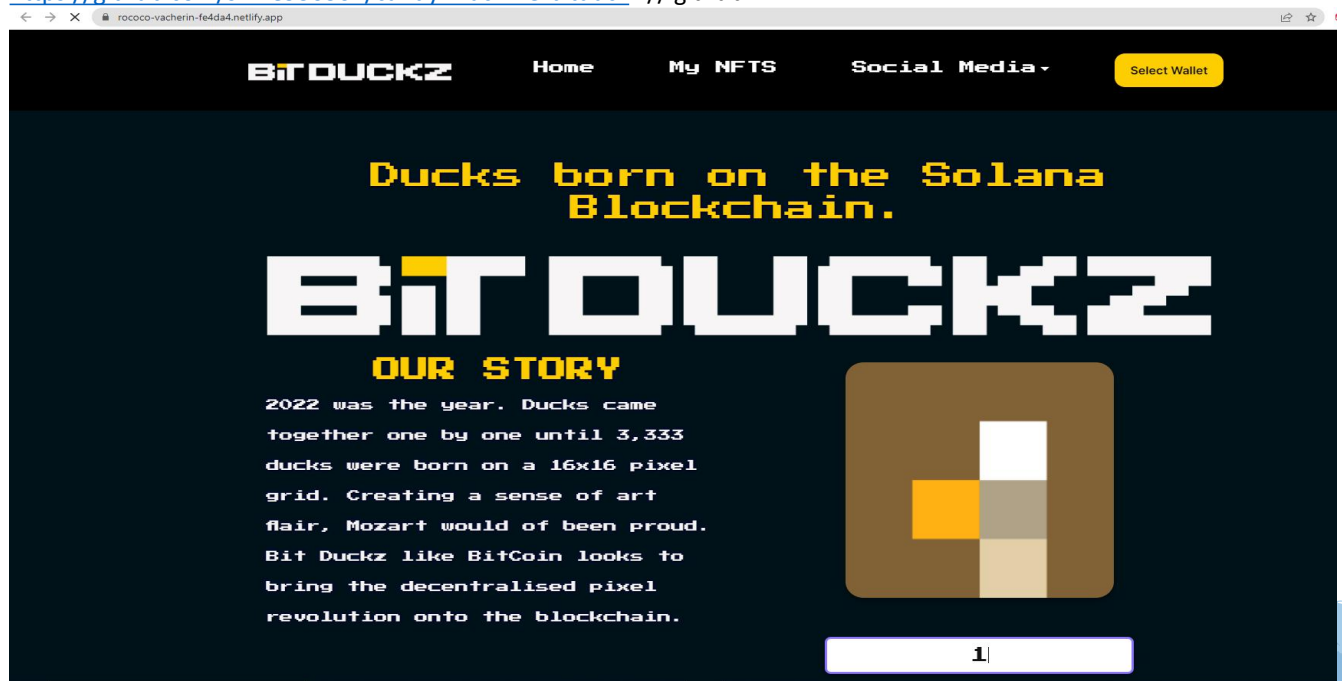 rococo-vacherin-fe4da4.netlify.app
BiTDUCKZ Home My NFTS Social Media Select Wallet
Ducks born on the Solana
Blockchain.
BiTDUCKZ
OUR STORY
2022 was the year. Ducks came
together one by one until 3,333
ducks were born on a 16x16 pixel
grid. Creating a sense of art
flair, Mozart would of been proud.
Bit Duckz like BitCoin looks to
bring the decentralised pixel
revolution onto the blockchain.
1